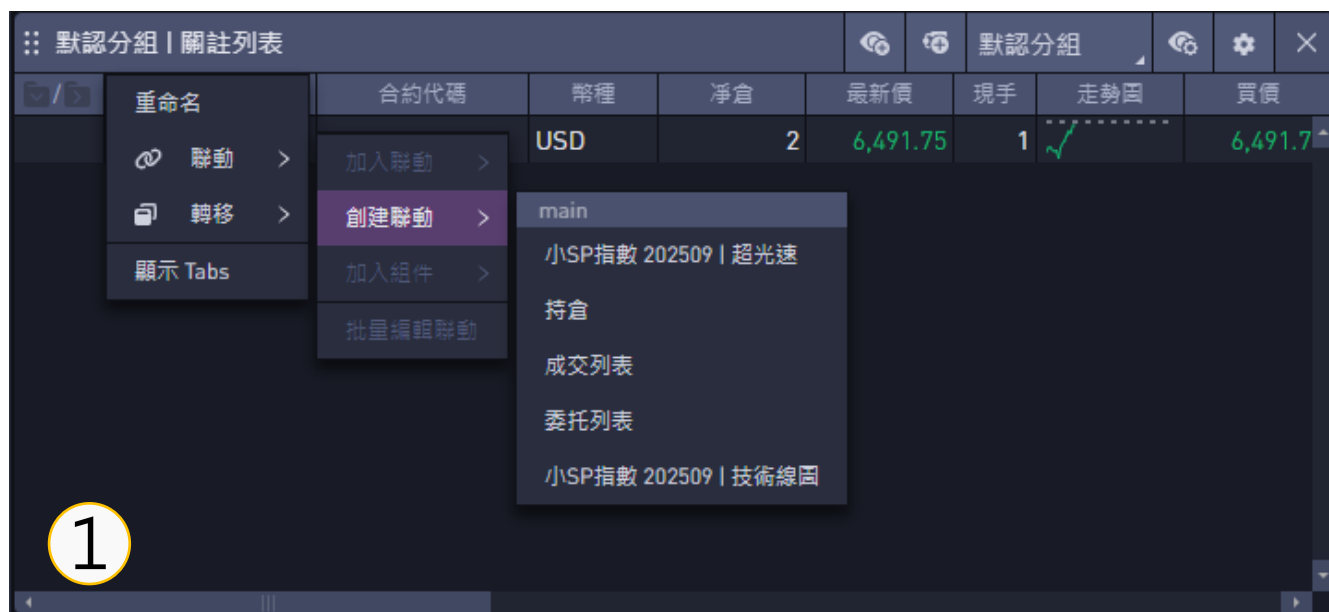 默認分組 | 關註列表 默認分組
合約代碼 幣種 淨倉 最新價 現手 走勢圖 買價
USD 2 6,491.75 1 6,491.7
重命名
聯動 >
轉移 >
顯示 Tabs
加入聯動 >
創建聯動 >
加入組件 >
批量編輯聯動
main
小SP指數 202509 | 超光速
持倉
成交列表
委托列表
小SP指數 202509 | 技術線圖
1